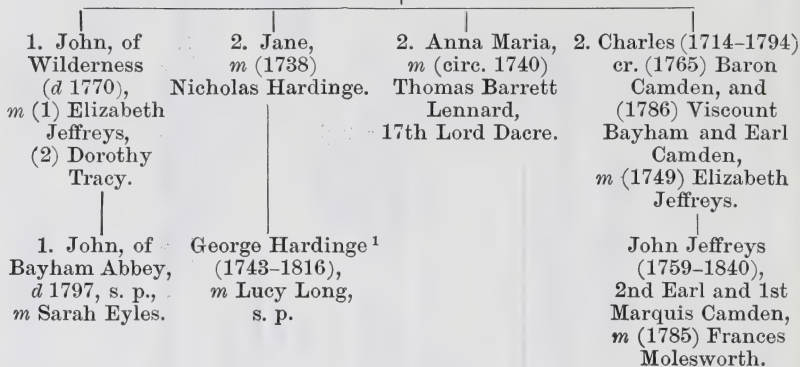 1. John, of
Wilderness
(d 1770),
m (1) Elizabeth
Jeffreys,
(2) Dorothy
Tracy.
2. Jane,
m (1738)
Nicholas Hardinge.
2. Anna Maria,
m (circ. 1740)
Thomas Barrett
Lennard,
17th Lord Dacre.
2. Charles (1714–1794)
cr. (1765) Baron
Camden, and
(1786) Viscount
Bayham and Earl
Camden,
m (1749) Elizabeth
Jeffreys.
1. John, of
Bayham Abbey,
d 1797, s. p.,
m Sarah Eyles.
George Hardinge ¹
(1743–1816),
m Lucy Long,
s. p.
John Jeffreys
(1759–1840),
2nd Earl and 1st
Marquis Camden,
m (1785) Frances
Molesworth.